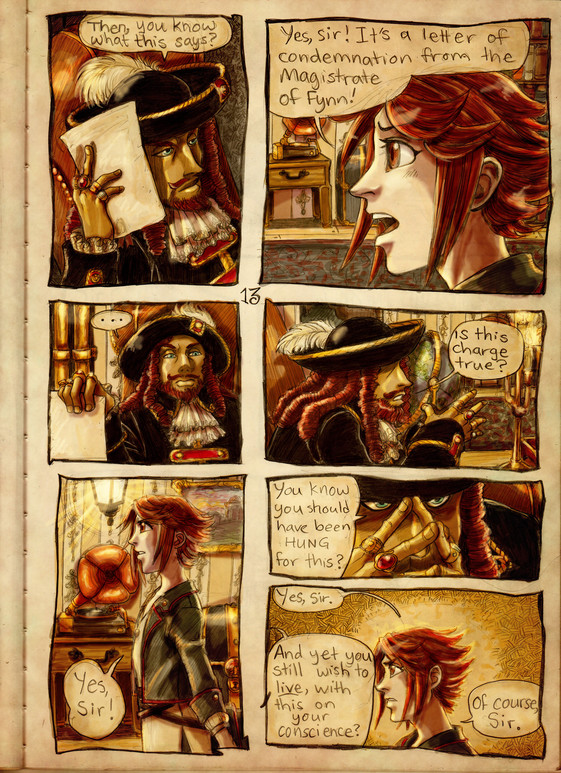 Then, you know
what this says?
Yes, sir! It's a letter of
condemnation from the
Magistrate
of Fynn!
13
...
is this
charge
true?
Yes,
Sir!
You know
you should
have been
HUNG
for this?
Yes, Sir.
And yet you
still wish to
live, with
this on
your
conscience?
Of course,
Sir.